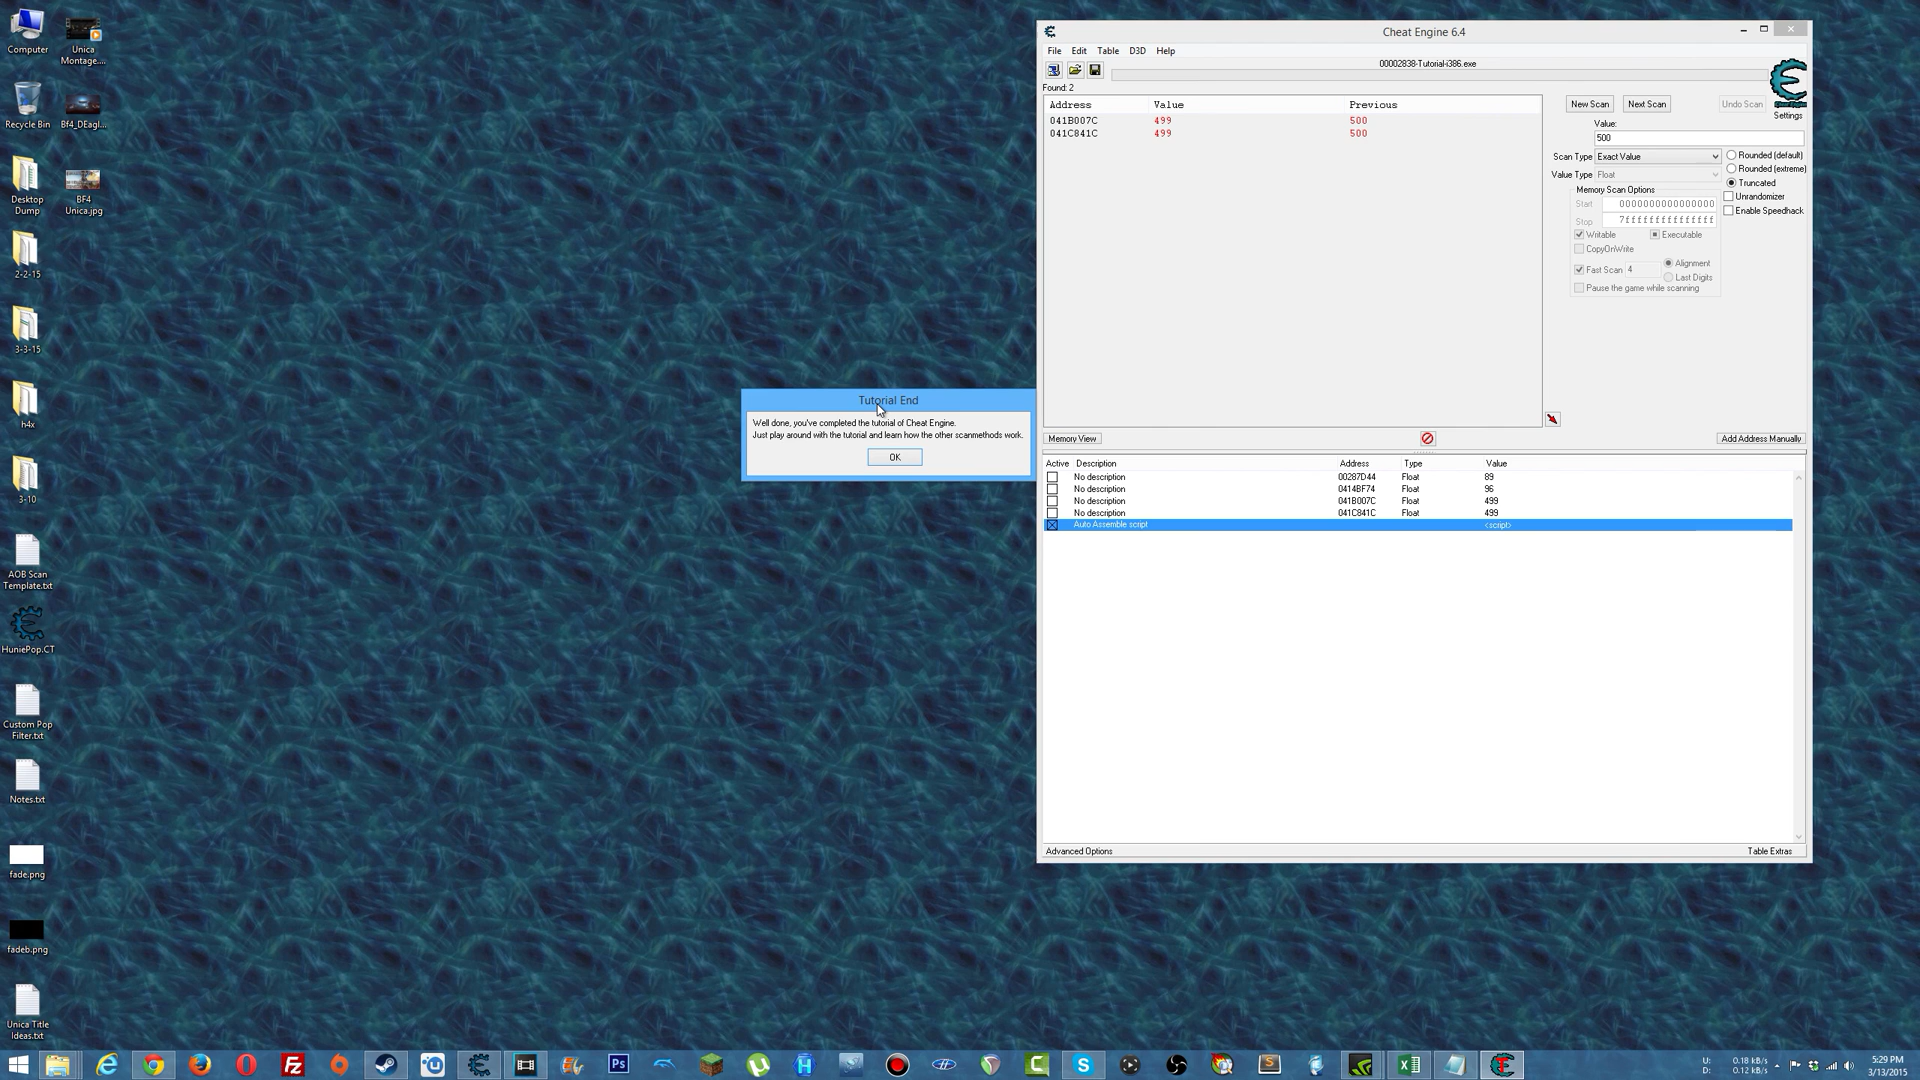 Computer
Unica
Montage....
Recycle Bin
Bf4_DEagl...
Desktop
Dump
BF4
Unica.jpg
2-2-15
3-3-15
h4x
3-10
AOB Scan
Template.txt
HuniePop.CT
Custom Pop
Filter.txt
Notes.txt
fade.png
fadeb.png
Unica Title
Ideas.txt
Tutorial End
Well done, you've completed the tutorial of Cheat Engine.
Just play around with the tutorial and learn how the other scanmethods work.
OK
Cheat Engine 6.4
File Edit Table D3D Help
00002838-Tutorial-i386.exe
Found: 2
Address Value Previous
041B007C 499 500
041C841C 499 500
New Scan Next Scan Undo Scan
Settings
Value:
500
Scan Type Exact Value
Value Type Float
Rounded (default)
Rounded (extreme)
Truncated
Unrandomizer
Enable Speedhack
Memory Scan Options
Start 0000000000000000
Stop 7fffffffffffffff
Writable Executable
CopyOnWrite
Fast Scan 4 Alignment
Last Digits
Pause the game while scanning
Memory View Add Address Manually
Active Description Address Type Value
No description 00287D44 Float 89
No description 0414BF74 Float 96
No description 041B007C Float 499
No description 041C841C Float 499
Auto Assemble script <script>
Advanced Options Table Extras
U: 0.18 kB/s
D: 0.12 kB/s
5:29 PM
3/13/2015